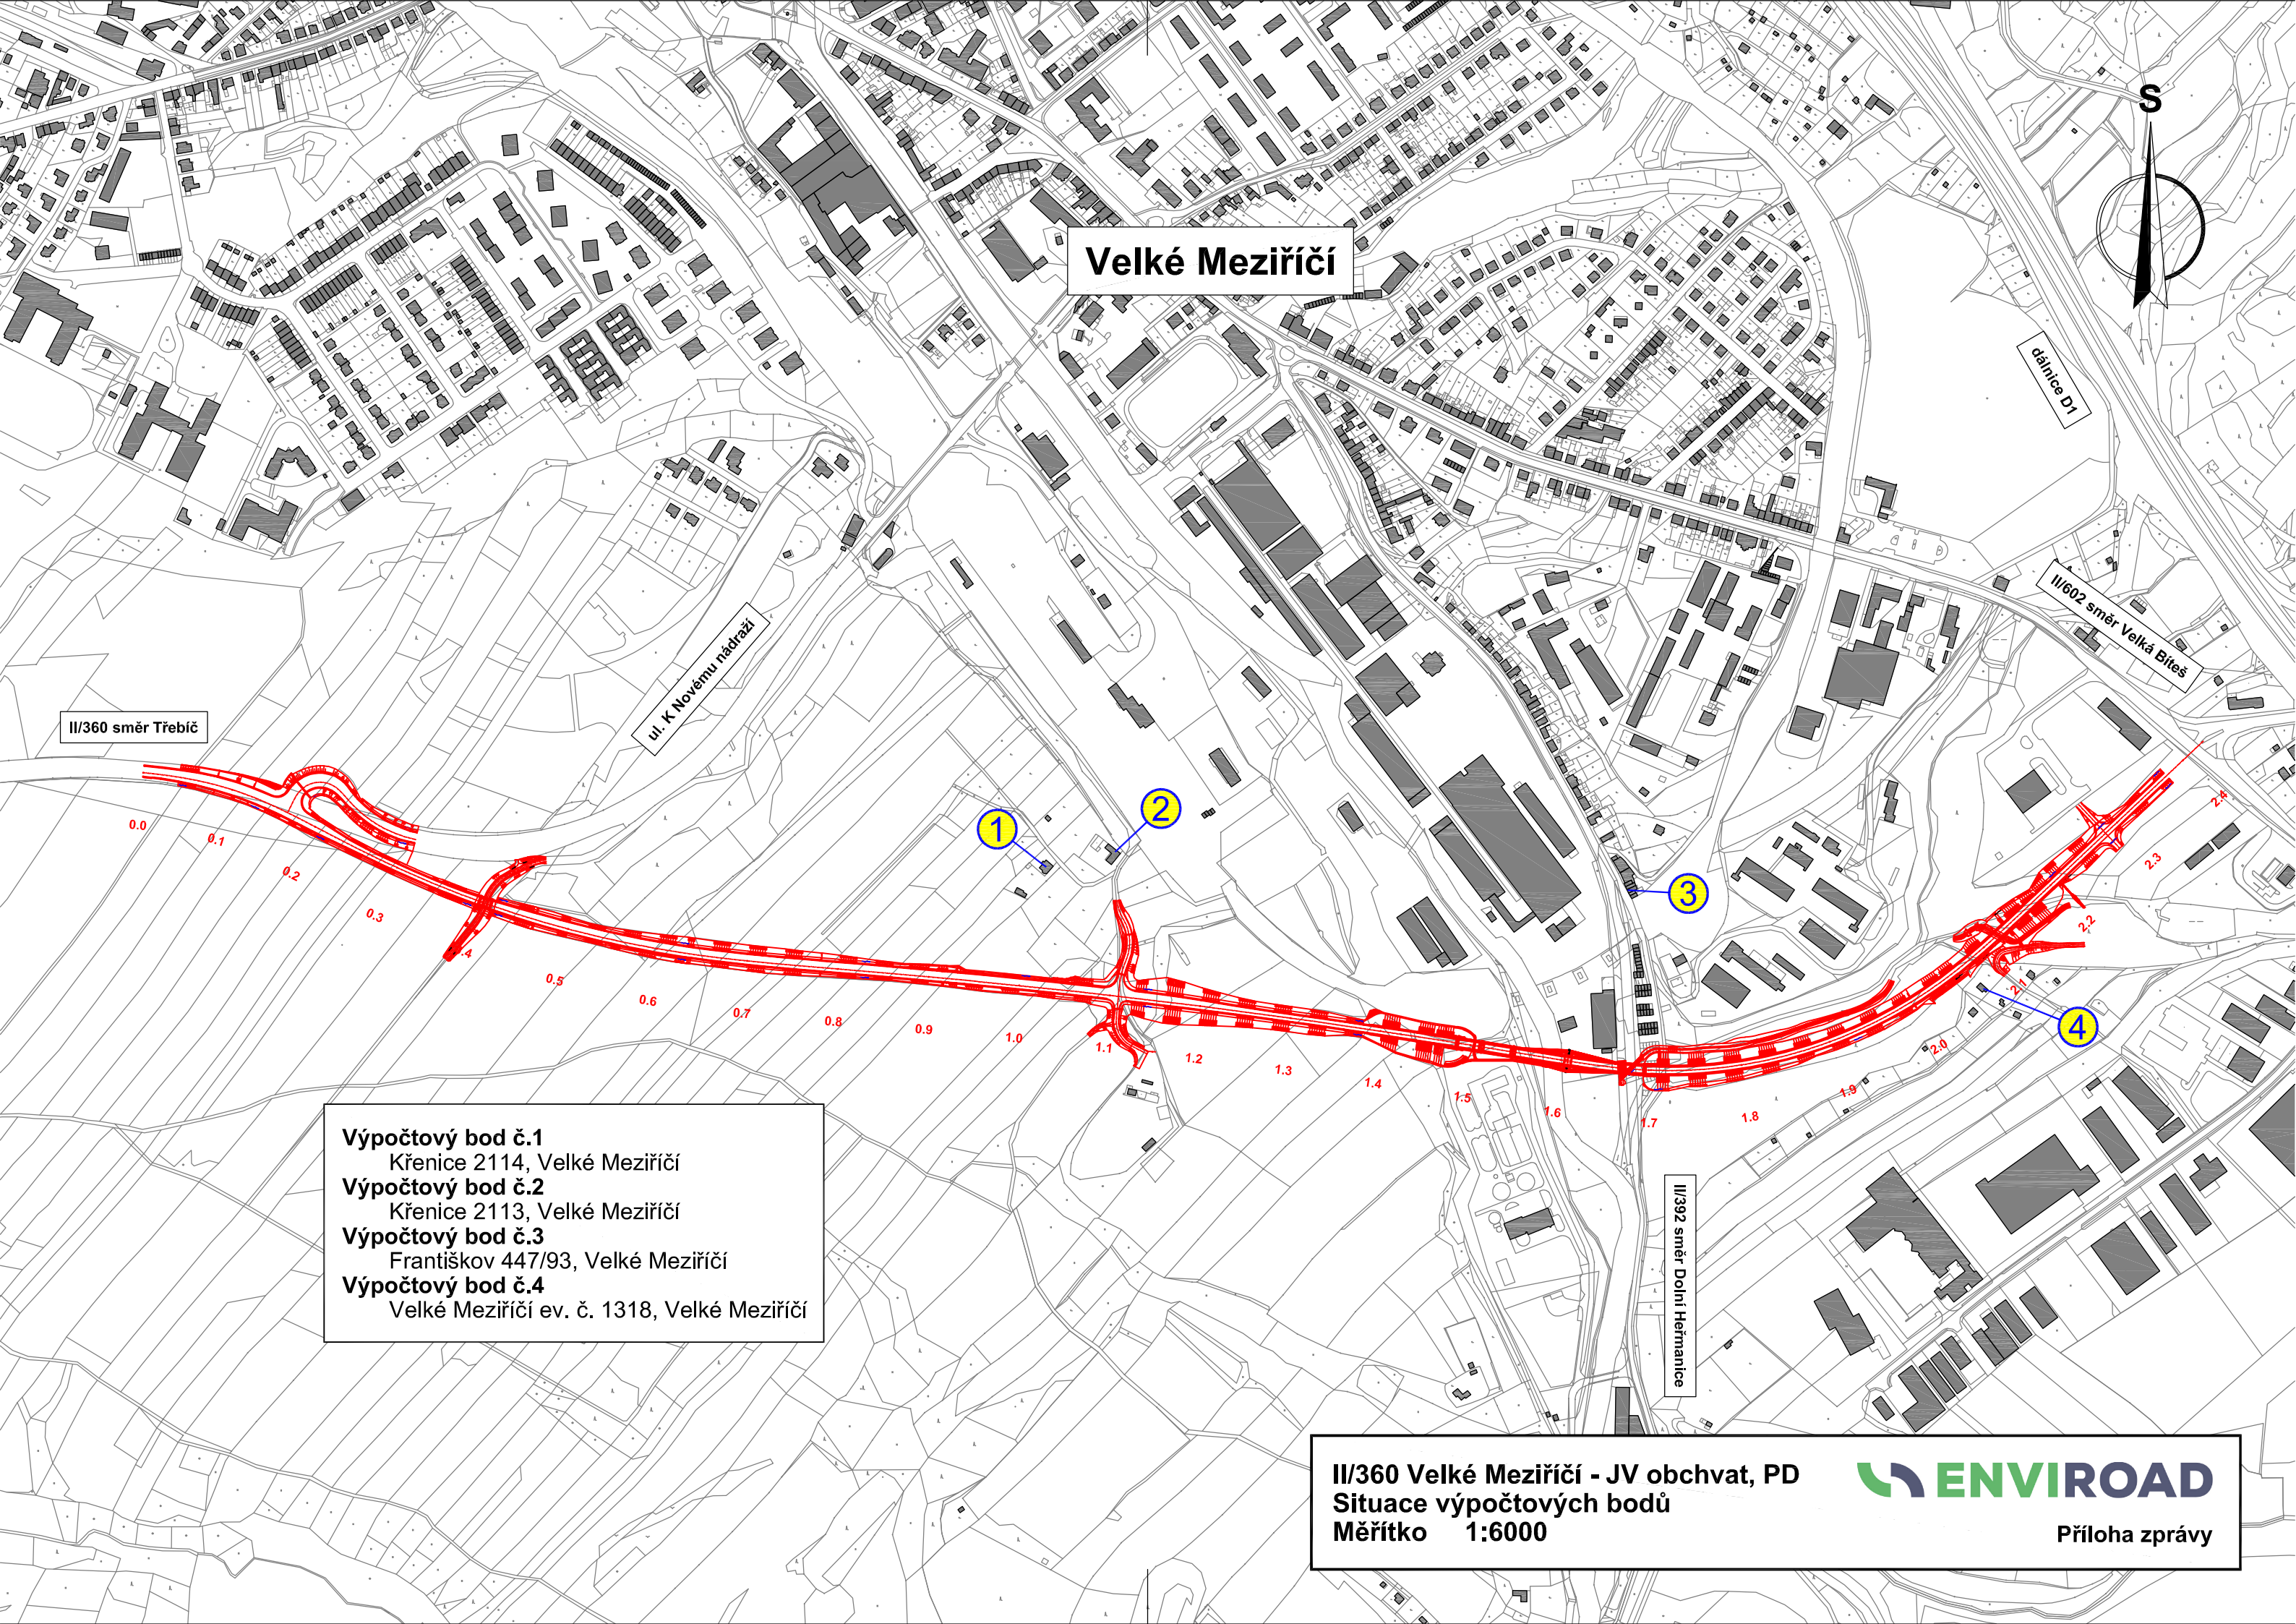 S
Velké Meziříčí
dálnice D1
II/602 směr Velká Bíteš
ul. K Novému nádraží
II/360 směr Třebíč
1
2
3
4
0.0
0.1
0.2
0.3
.4
0.5
0.6
0.7
0.8
0.9
1.0
1.1
1.2
1.3
1.4
1.5
1.6
1.7
1.8
1.9
2.0
2.1
2.2
2.3
2.4
II/392 směr Dolní Heřmanice
Výpočtový bod č.1
Křenice 2114, Velké Meziříčí
Výpočtový bod č.2
Křenice 2113, Velké Meziříčí
Výpočtový bod č.3
Františkov 447/93, Velké Meziříčí
Výpočtový bod č.4
Velké Meziříčí ev. č. 1318, Velké Meziříčí
II/360 Velké Meziříčí - JV obchvat, PD
Situace výpočtových bodů
Měřítko 1:6000
ENVIROAD
Příloha zprávy